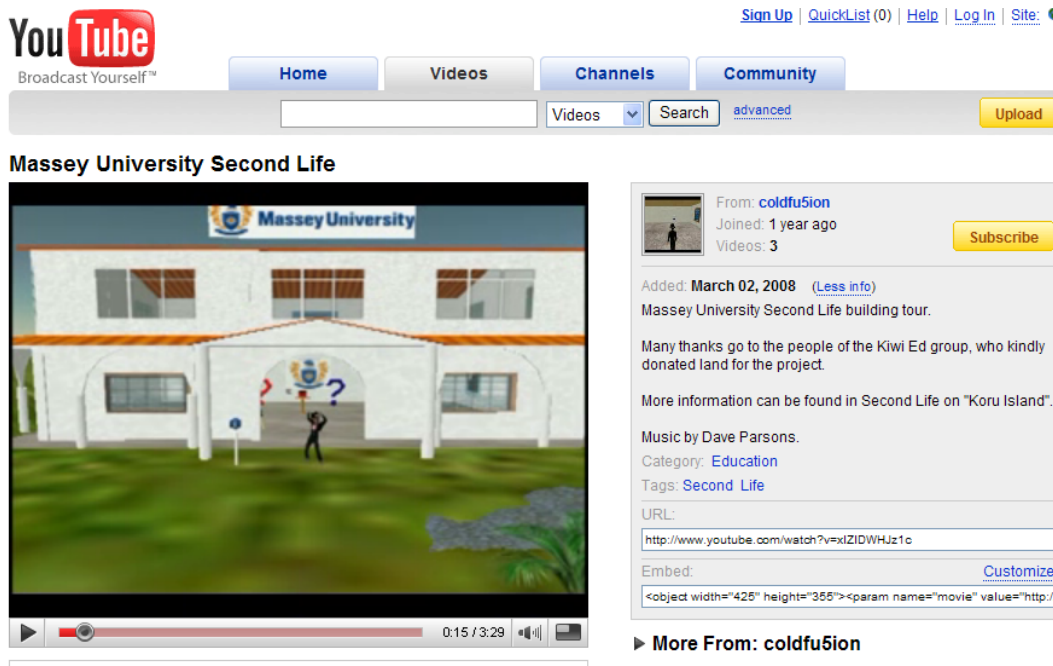 Sign Up | QuickList (0) | Help | Log In | Site:
You Tube
Broadcast Yourself™
Home Videos Channels Community
Videos Search advanced Upload
Massey University Second Life
Massey University
? ?
0:15 / 3:29
From: coldfu5ion
Joined: 1 year ago
Videos: 3
Subscribe
Added: March 02, 2008 (Less info)
Massey University Second Life building tour.
Many thanks go to the people of the Kiwi Ed group, who kindly
donated land for the project.
More information can be found in Second Life on "Koru Island".
Music by Dave Parsons.
Category: Education
Tags: Second Life
URL:
http://www.youtube.com/watch?v=xIZIDWHJz1c
Embed: Customize
<object width="425" height="355"><param name="movie" value="http:/
More From: coldfu5ion